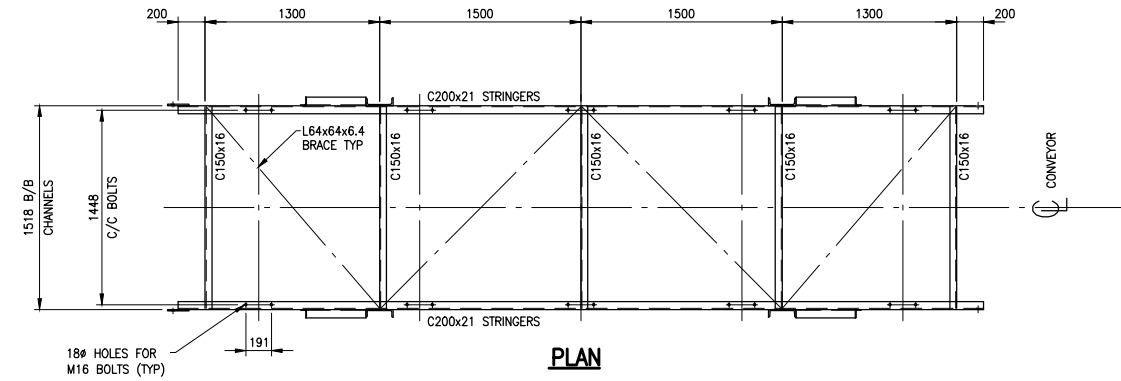 200
1300
1500
1500
1300
200
C200x21 STRINGERS
L64x64x6.4
BRACE TYP
C150x16
C150x16
C150x16
C150x16
C150x16
1518 B/B
CHANNELS
1448
C/C BOLTS
CL CONVEYOR
C200x21 STRINGERS
191
18ø HOLES FOR
M16 BOLTS (TYP)
PLAN